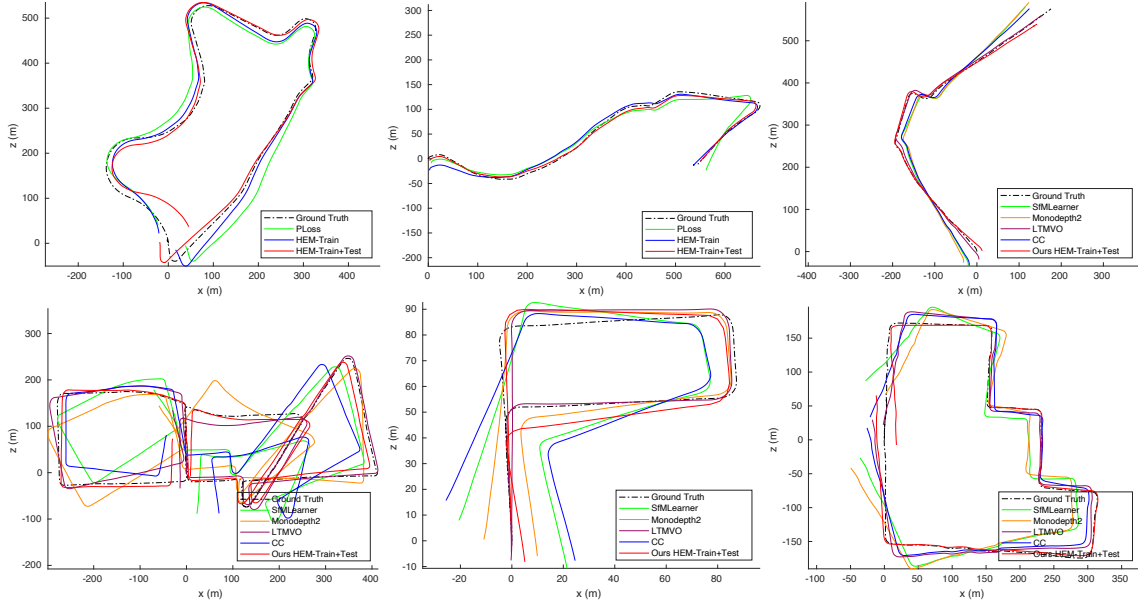 500
400
300
200
100
0
z (m)
Ground Truth
PLoss
HEM-Train
HEM-Train+Test
-100 0 100 200 300 400
x (m)
300
250
200
150
100
50
0
-50
-100
-150
-200
z (m)
Ground Truth
PLoss
HEM-Train
HEM-Train+Test
0 100 200 300 400 500 600
x (m)
500
400
300
200
100
0
z (m)
Ground Truth
SfMLearner
Monodepth2
LTMVO
CC
Ours HEM-Train+Test
-400 -300 -200 -100 0 100 200 300
x (m)
300
200
100
0
-100
-200
z (m)
Ground Truth
SfMLearner
Monodepth2
LTMVO
CC
Ours HEM-Train+Test
-200 -100 0 100 200 300 400
x (m)
90
80
70
60
50
40
30
20
10
0
-10
z (m)
Ground Truth
SfMLearner
Monodepth2
LTMVO
CC
Ours HEM-Train+Test
-20 0 20 40 60 80
x (m)
150
100
50
0
-50
-100
-150
z (m)
Ground Truth
SfMLearner
Monodepth2
LTMVO
CC
Ours HEM-Train+Test
-100 -50 0 50 100 150 200 250 300 350
x (m)